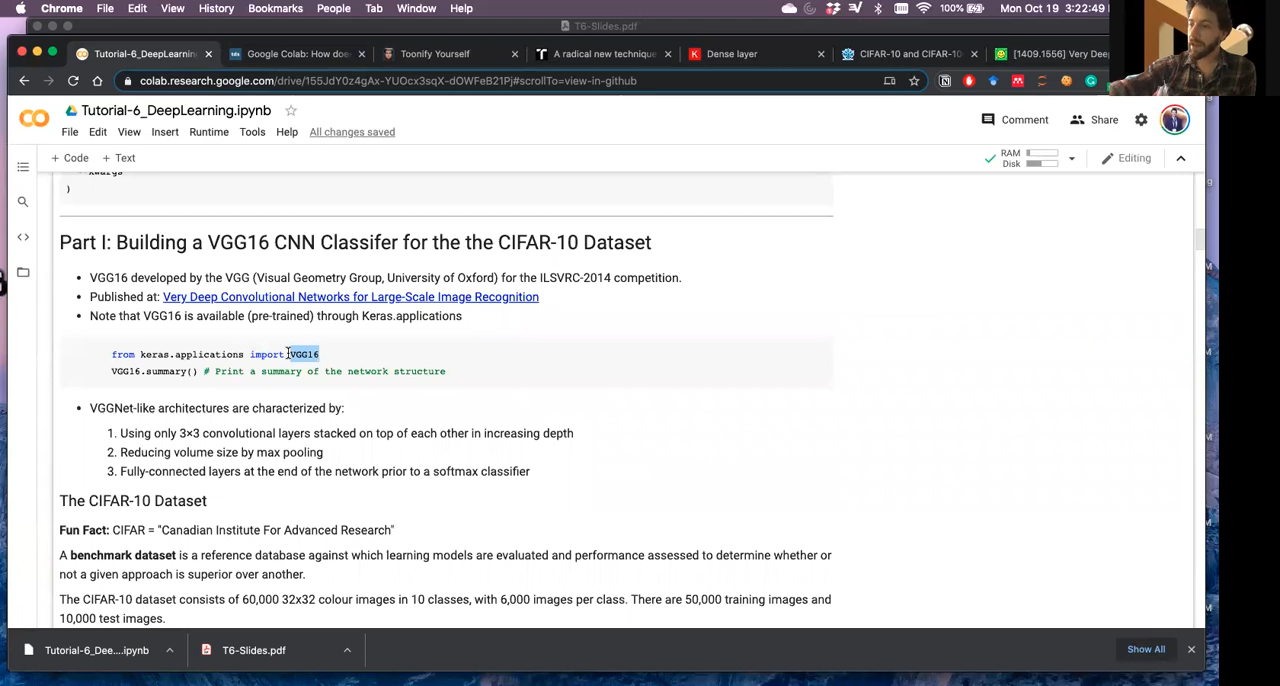 Chrome File Edit View History Bookmarks People Tab Window Help 100% Mon Oct 19 3:22:49
T6-Slides.pdf
Tutorial-6_DeepLearning Google Colab: How does Toonify Yourself A radical new technique Dense layer CIFAR-10 and CIFAR-10 [1409.1556] Very Deep
colab.research.google.com/drive/155JdY0z4gAx-YUOcx3sqX-dOWFeB21Pj#scrollTo=view-in-github
Tutorial-6_DeepLearning.ipynb
Comment Share
File Edit View Insert Runtime Tools Help All changes saved
+ Code + Text
RAM
Disk
Editing
)
Part I: Building a VGG16 CNN Classifer for the the CIFAR-10 Dataset
• VGG16 developed by the VGG (Visual Geometry Group, University of Oxford) for the ILSVRC-2014 competition.
• Published at: Very Deep Convolutional Networks for Large-Scale Image Recognition
• Note that VGG16 is available (pre-trained) through Keras.applications
from keras.applications import VGG16
VGG16.summary() # Print a summary of the network structure
• VGGNet-like architectures are characterized by:
1. Using only 3×3 convolutional layers stacked on top of each other in increasing depth
2. Reducing volume size by max pooling
3. Fully-connected layers at the end of the network prior to a softmax classifier
The CIFAR-10 Dataset
Fun Fact: CIFAR = "Canadian Institute For Advanced Research"
A benchmark dataset is a reference database against which learning models are evaluated and performance assessed to determine whether or
not a given approach is superior over another.
The CIFAR-10 dataset consists of 60,000 32x32 colour images in 10 classes, with 6,000 images per class. There are 50,000 training images and
10,000 test images.
Tutorial-6_Dee....ipynb T6-Slides.pdf Show All